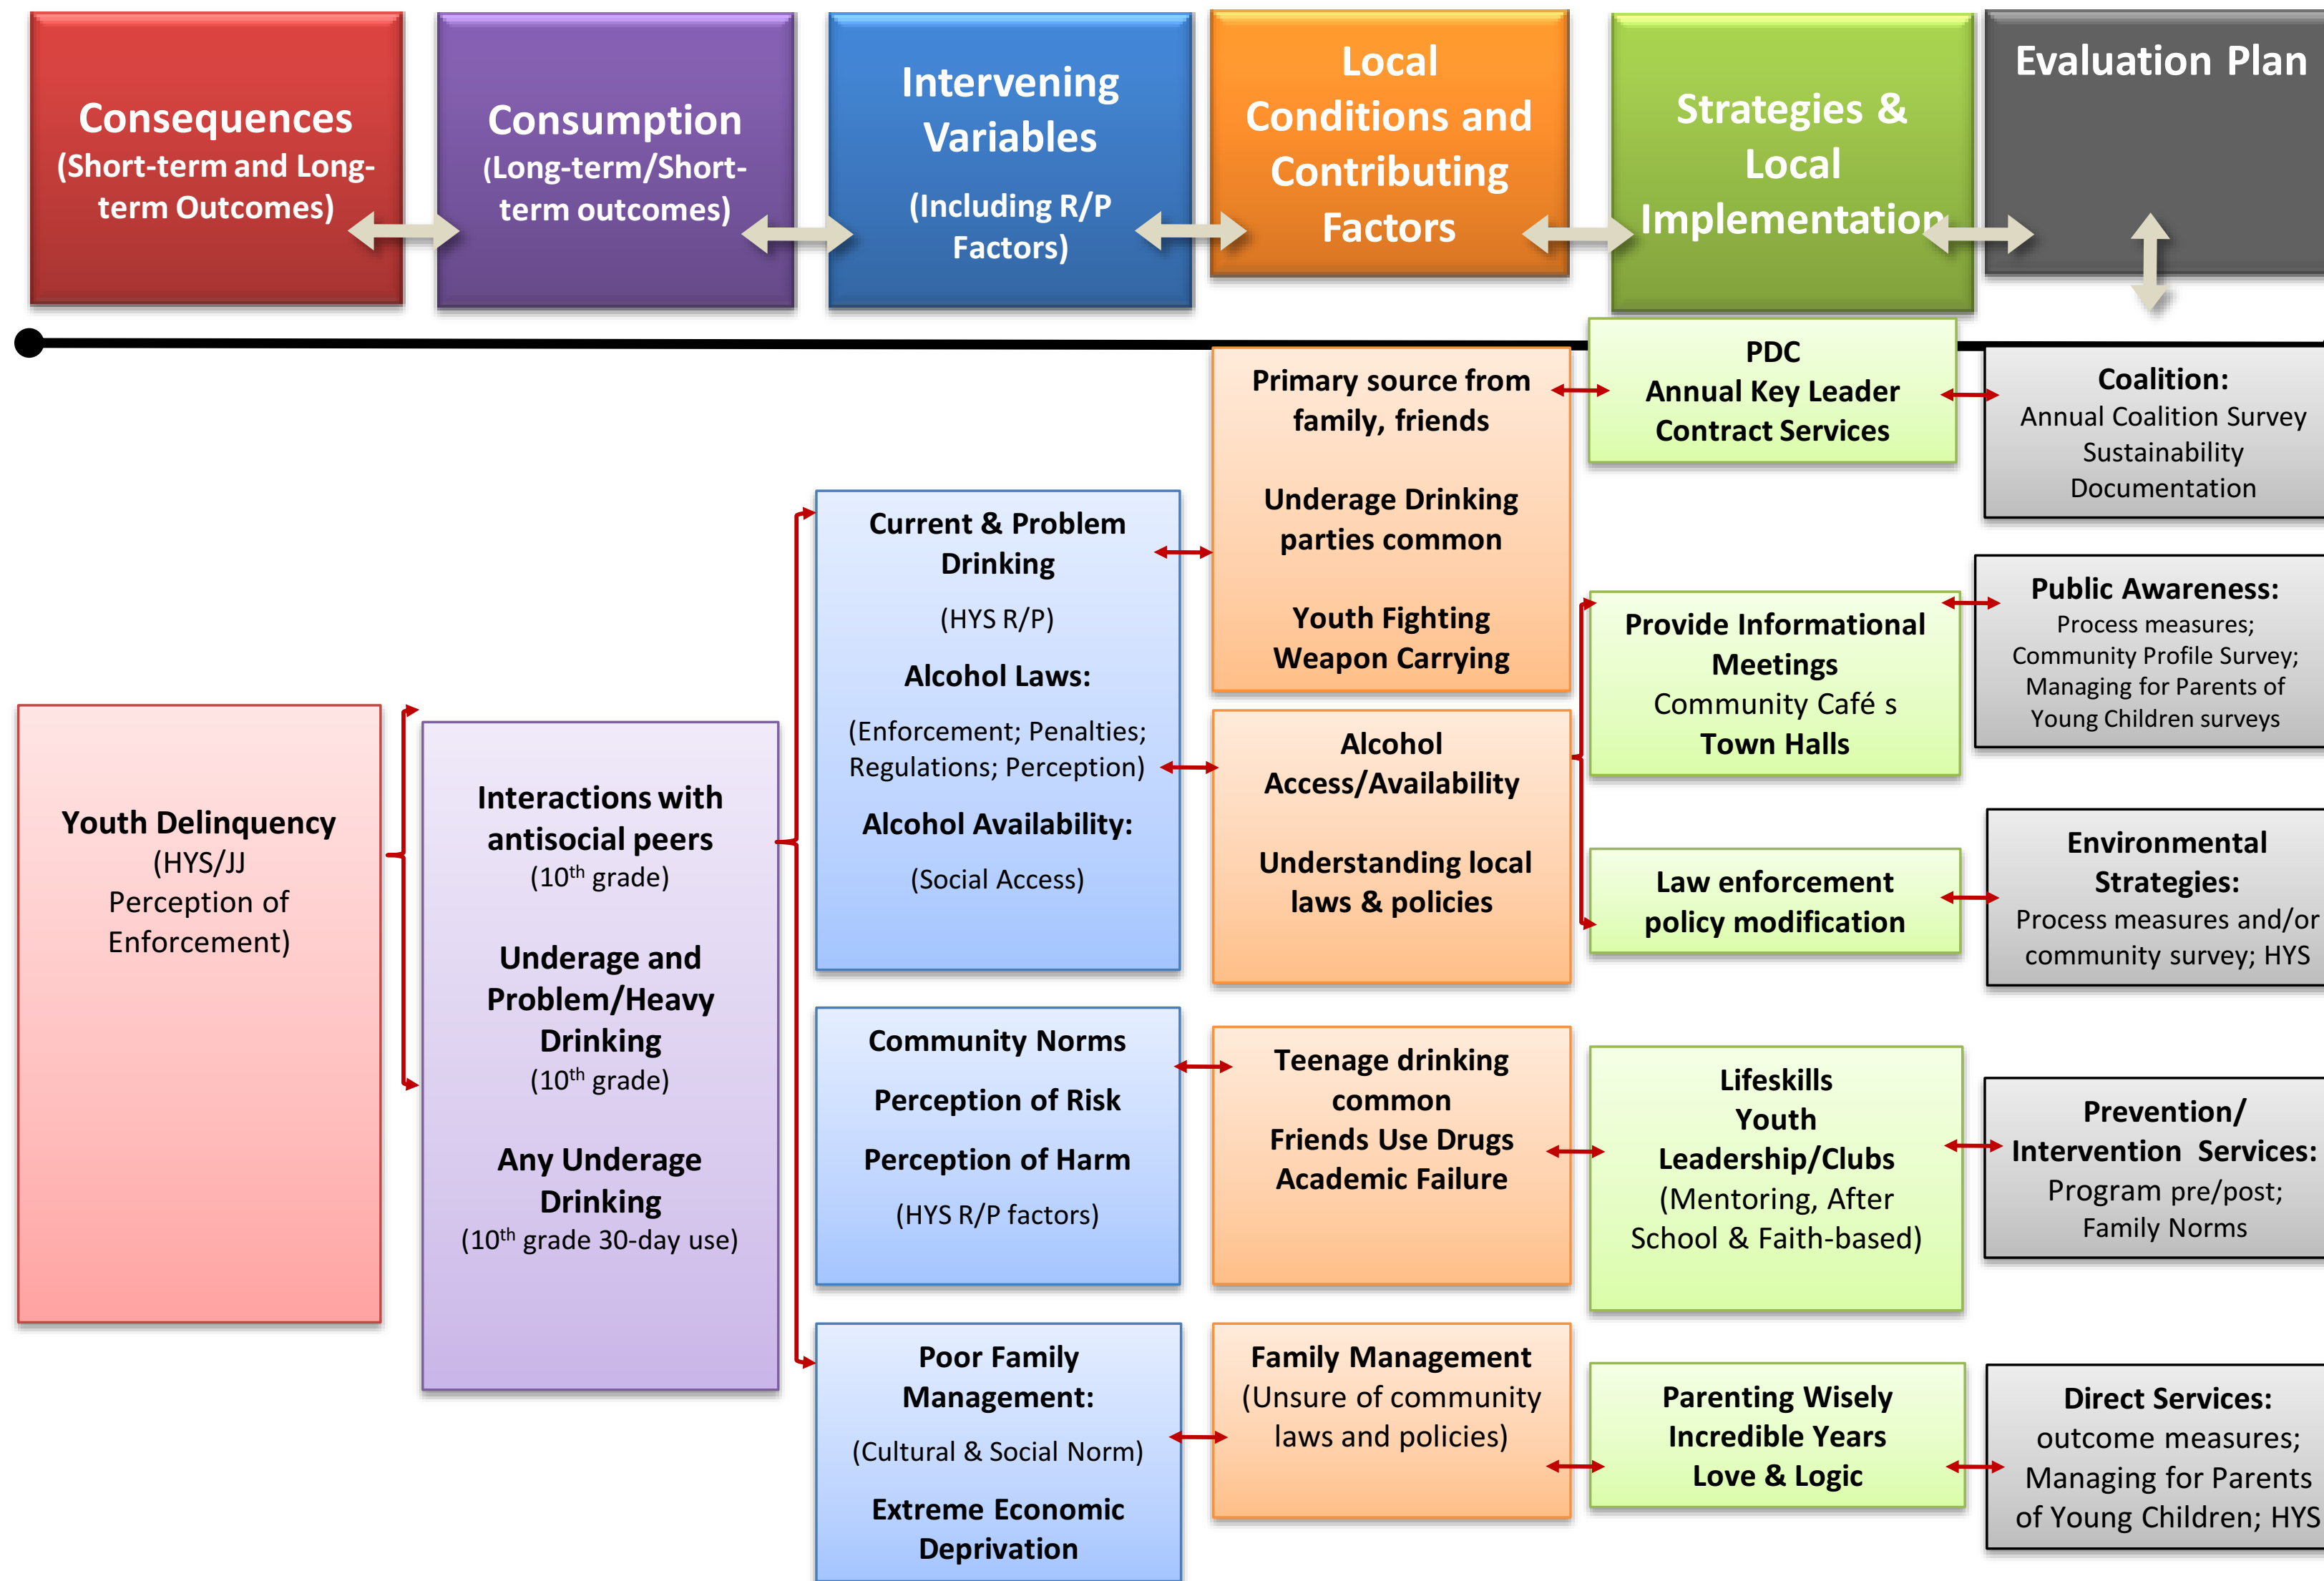 Consequences
(Short-term and Long-
term Outcomes)
Consumption
(Long-term/Short-
term outcomes)
Intervening
Variables
(Including R/P
Factors)
Local
Conditions and
Contributing
Factors
Strategies &
Local
Implementation
Evaluation Plan
Youth Delinquency
(HYS/JJ
Perception of
Enforcement)
Interactions with
antisocial peers
(10th grade)
Underage and
Problem/Heavy
Drinking
(10th grade)
Any Underage
Drinking
(10th grade 30-day use)
Current & Problem
Drinking
(HYS R/P)
Alcohol Laws:
(Enforcement; Penalties;
Regulations; Perception)
Alcohol Availability:
(Social Access)
Community Norms
Perception of Risk
Perception of Harm
(HYS R/P factors)
Poor Family
Management:
(Cultural & Social Norm)
Extreme Economic
Deprivation
Primary source from
family, friends
Underage Drinking
parties common
Youth Fighting
Weapon Carrying
Alcohol
Access/Availability
Understanding local
laws & policies
Teenage drinking
common
Friends Use Drugs
Academic Failure
Family Management
(Unsure of community
laws and policies)
PDC
Annual Key Leader
Contract Services
Provide Informational
Meetings
Community Café s
Town Halls
Law enforcement
policy modification
Lifeskills
Youth
Leadership/Clubs
(Mentoring, After
School & Faith-based)
Parenting Wisely
Incredible Years
Love & Logic
Coalition:
Annual Coalition Survey
Sustainability
Documentation
Public Awareness:
Process measures;
Community Profile Survey;
Managing for Parents of
Young Children surveys
Environmental
Strategies:
Process measures and/or
community survey; HYS
Prevention/
Intervention Services:
Program pre/post;
Family Norms
Direct Services:
outcome measures;
Managing for Parents
of Young Children; HYS